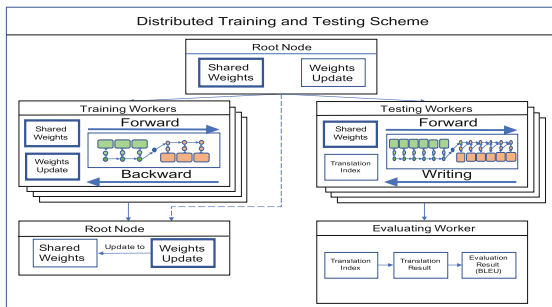 Distributed Training and Testing Scheme
Root Node
Shared
Weights
Weights
Update
Training Workers
Forward
Shared
Weights
Weights
Update
Backward
Testing Workers
Forward
Shared
Weights
Translation
Index
Writing
Root Node
Shared
Weights
Update to
Weights
Update
Evaluating Worker
Translation
Index
Translation
Result
Evaluation
Result
(BLEU)